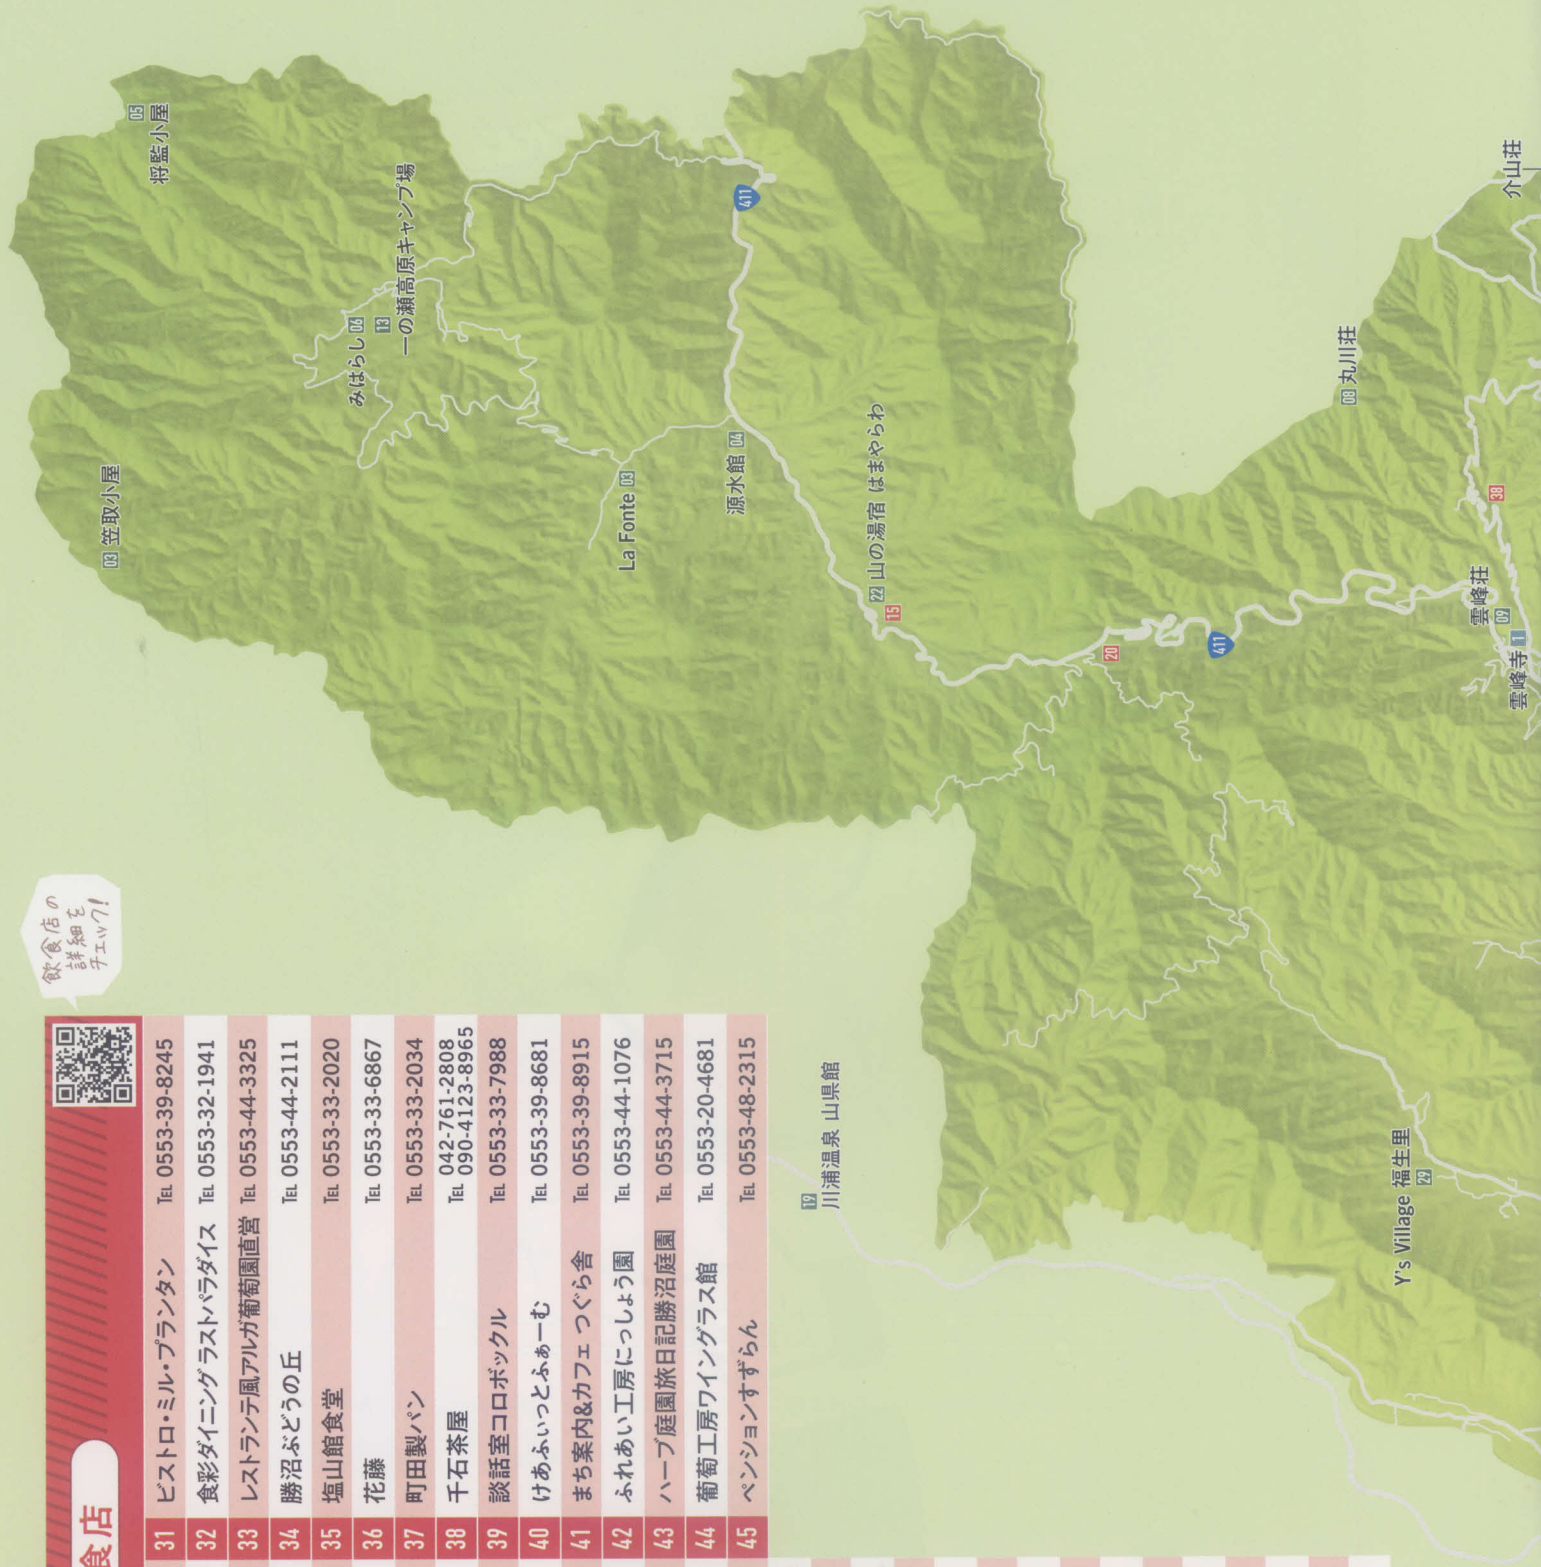 飲食店の
詳細を
チェック!
食店
31 ビストロ・ミル・プランタン TEL 0553-39-8245
32 食彩ダイニング ラストパラダイス TEL 0553-32-1941
33 レストランテ風アルガ葡萄園直営 TEL 0553-44-3325
34 勝沼ぶどうの丘 TEL 0553-44-2111
35 塩山館食堂 TEL 0553-33-2020
36 花藤 TEL 0553-33-6867
37 町田製パン TEL 0553-33-2034
38 千石茶屋 TEL 042-761-2808
090-4123-8965
39 談話室コロボックル TEL 0553-33-7988
40 けあふぃっとふぁーむ TEL 0553-39-8681
41 まち案内&カフェ つぐら舎 TEL 0553-39-8915
42 ふれあい工房にっしょう園 TEL 0553-44-1076
43 ハーブ庭園旅日記勝沼庭園 TEL 0553-44-3715
44 葡萄工房ワイングラス館 TEL 0553-20-4681
45 ペンションすずらん TEL 0553-48-2315
03 笠取小屋
05
将監小屋
みはらし 06
13
一の瀬高原キャンプ場
La Fonte 03
源水館 04
411
22 山の湯宿 はまやらわ
15
20
411
08 丸川荘
介山荘
38
雲峰荘
09
雲峰寺 1
19
川浦温泉 山県館
Y's Village 福生里
29